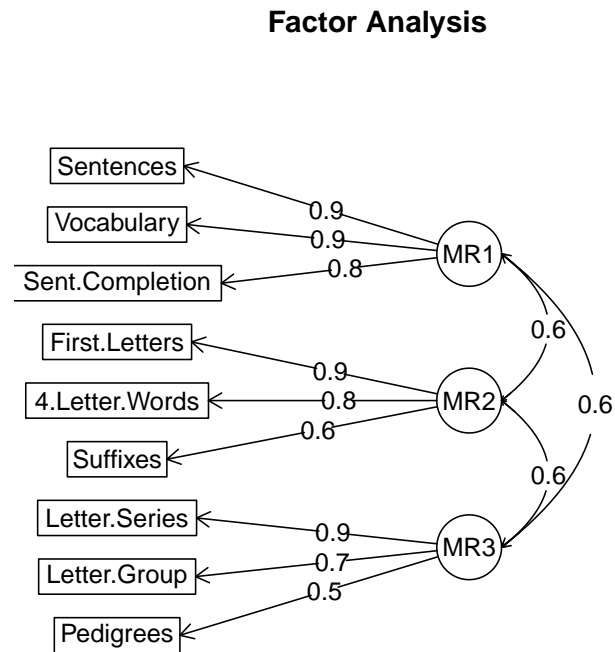 Factor Analysis
Sentences
0.9
Vocabulary
0.9
MR1
Sent.Completion
0.8
0.6
First.Letters
0.9
4.Letter.Words
0.8
MR2
0.6
Suffixes
0.6
0.6
Letter.Series
0.9
MR3
Letter.Group
0.7
0.5
Pedigrees